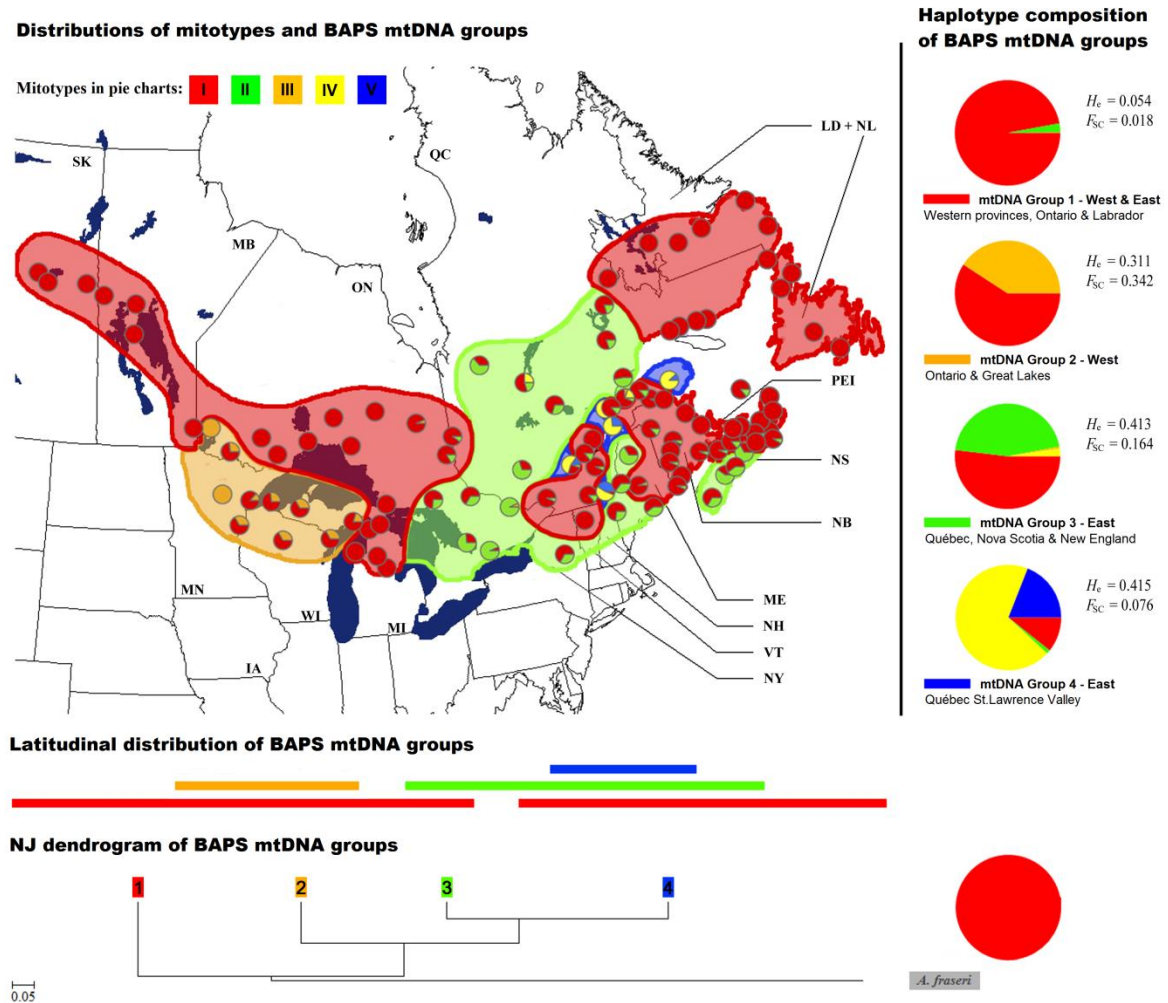 Distributions of mitotypes and BAPS mtDNA groups
Mitotypes in pie charts: I II III IV V
SK
MB
ON
QC
LD + NL
PEI
NS
NB
ME
NH
VT
NY
MN
WI
MI
IA
Haplotype composition
of BAPS mtDNA groups
He = 0.054
FSC = 0.018
mtDNA Group 1 - West & East
Western provinces, Ontario & Labrador
He = 0.311
FSC = 0.342
mtDNA Group 2 - West
Ontario & Great Lakes
He = 0.413
FSC = 0.164
mtDNA Group 3 - East
Québec, Nova Scotia & New England
He = 0.415
FSC = 0.076
mtDNA Group 4 - East
Québec St.Lawrence Valley
Latitudinal distribution of BAPS mtDNA groups
NJ dendrogram of BAPS mtDNA groups
1 2 3 4
0.05
A. fraseri